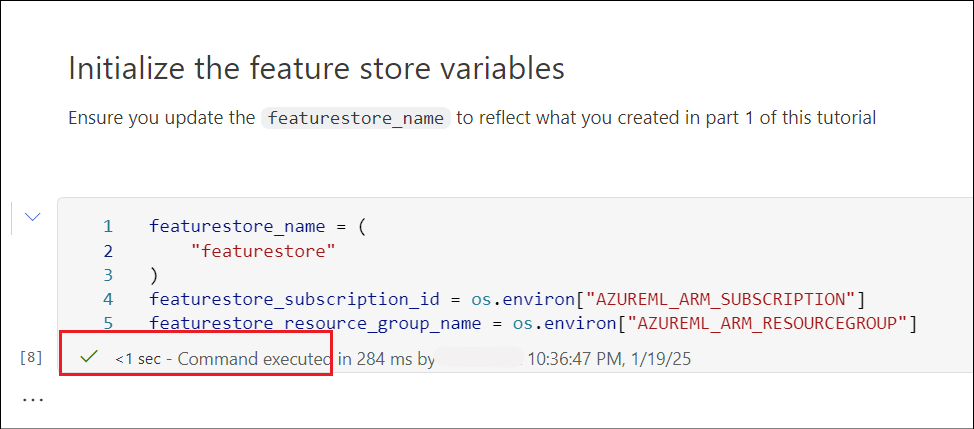 Initialize the feature store variables
Ensure you update the featurestore_name to reflect what you created in part 1 of this tutorial
1 featurestore_name = (
2 "featurestore"
3 )
4 featurestore_subscription_id = os.environ["AZUREML_ARM_SUBSCRIPTION"]
5 featurestore_resource_group_name = os.environ["AZUREML_ARM_RESOURCEGROUP"]
[8] <1 sec - Command executed in 284 ms by 10:36:47 PM, 1/19/25
...